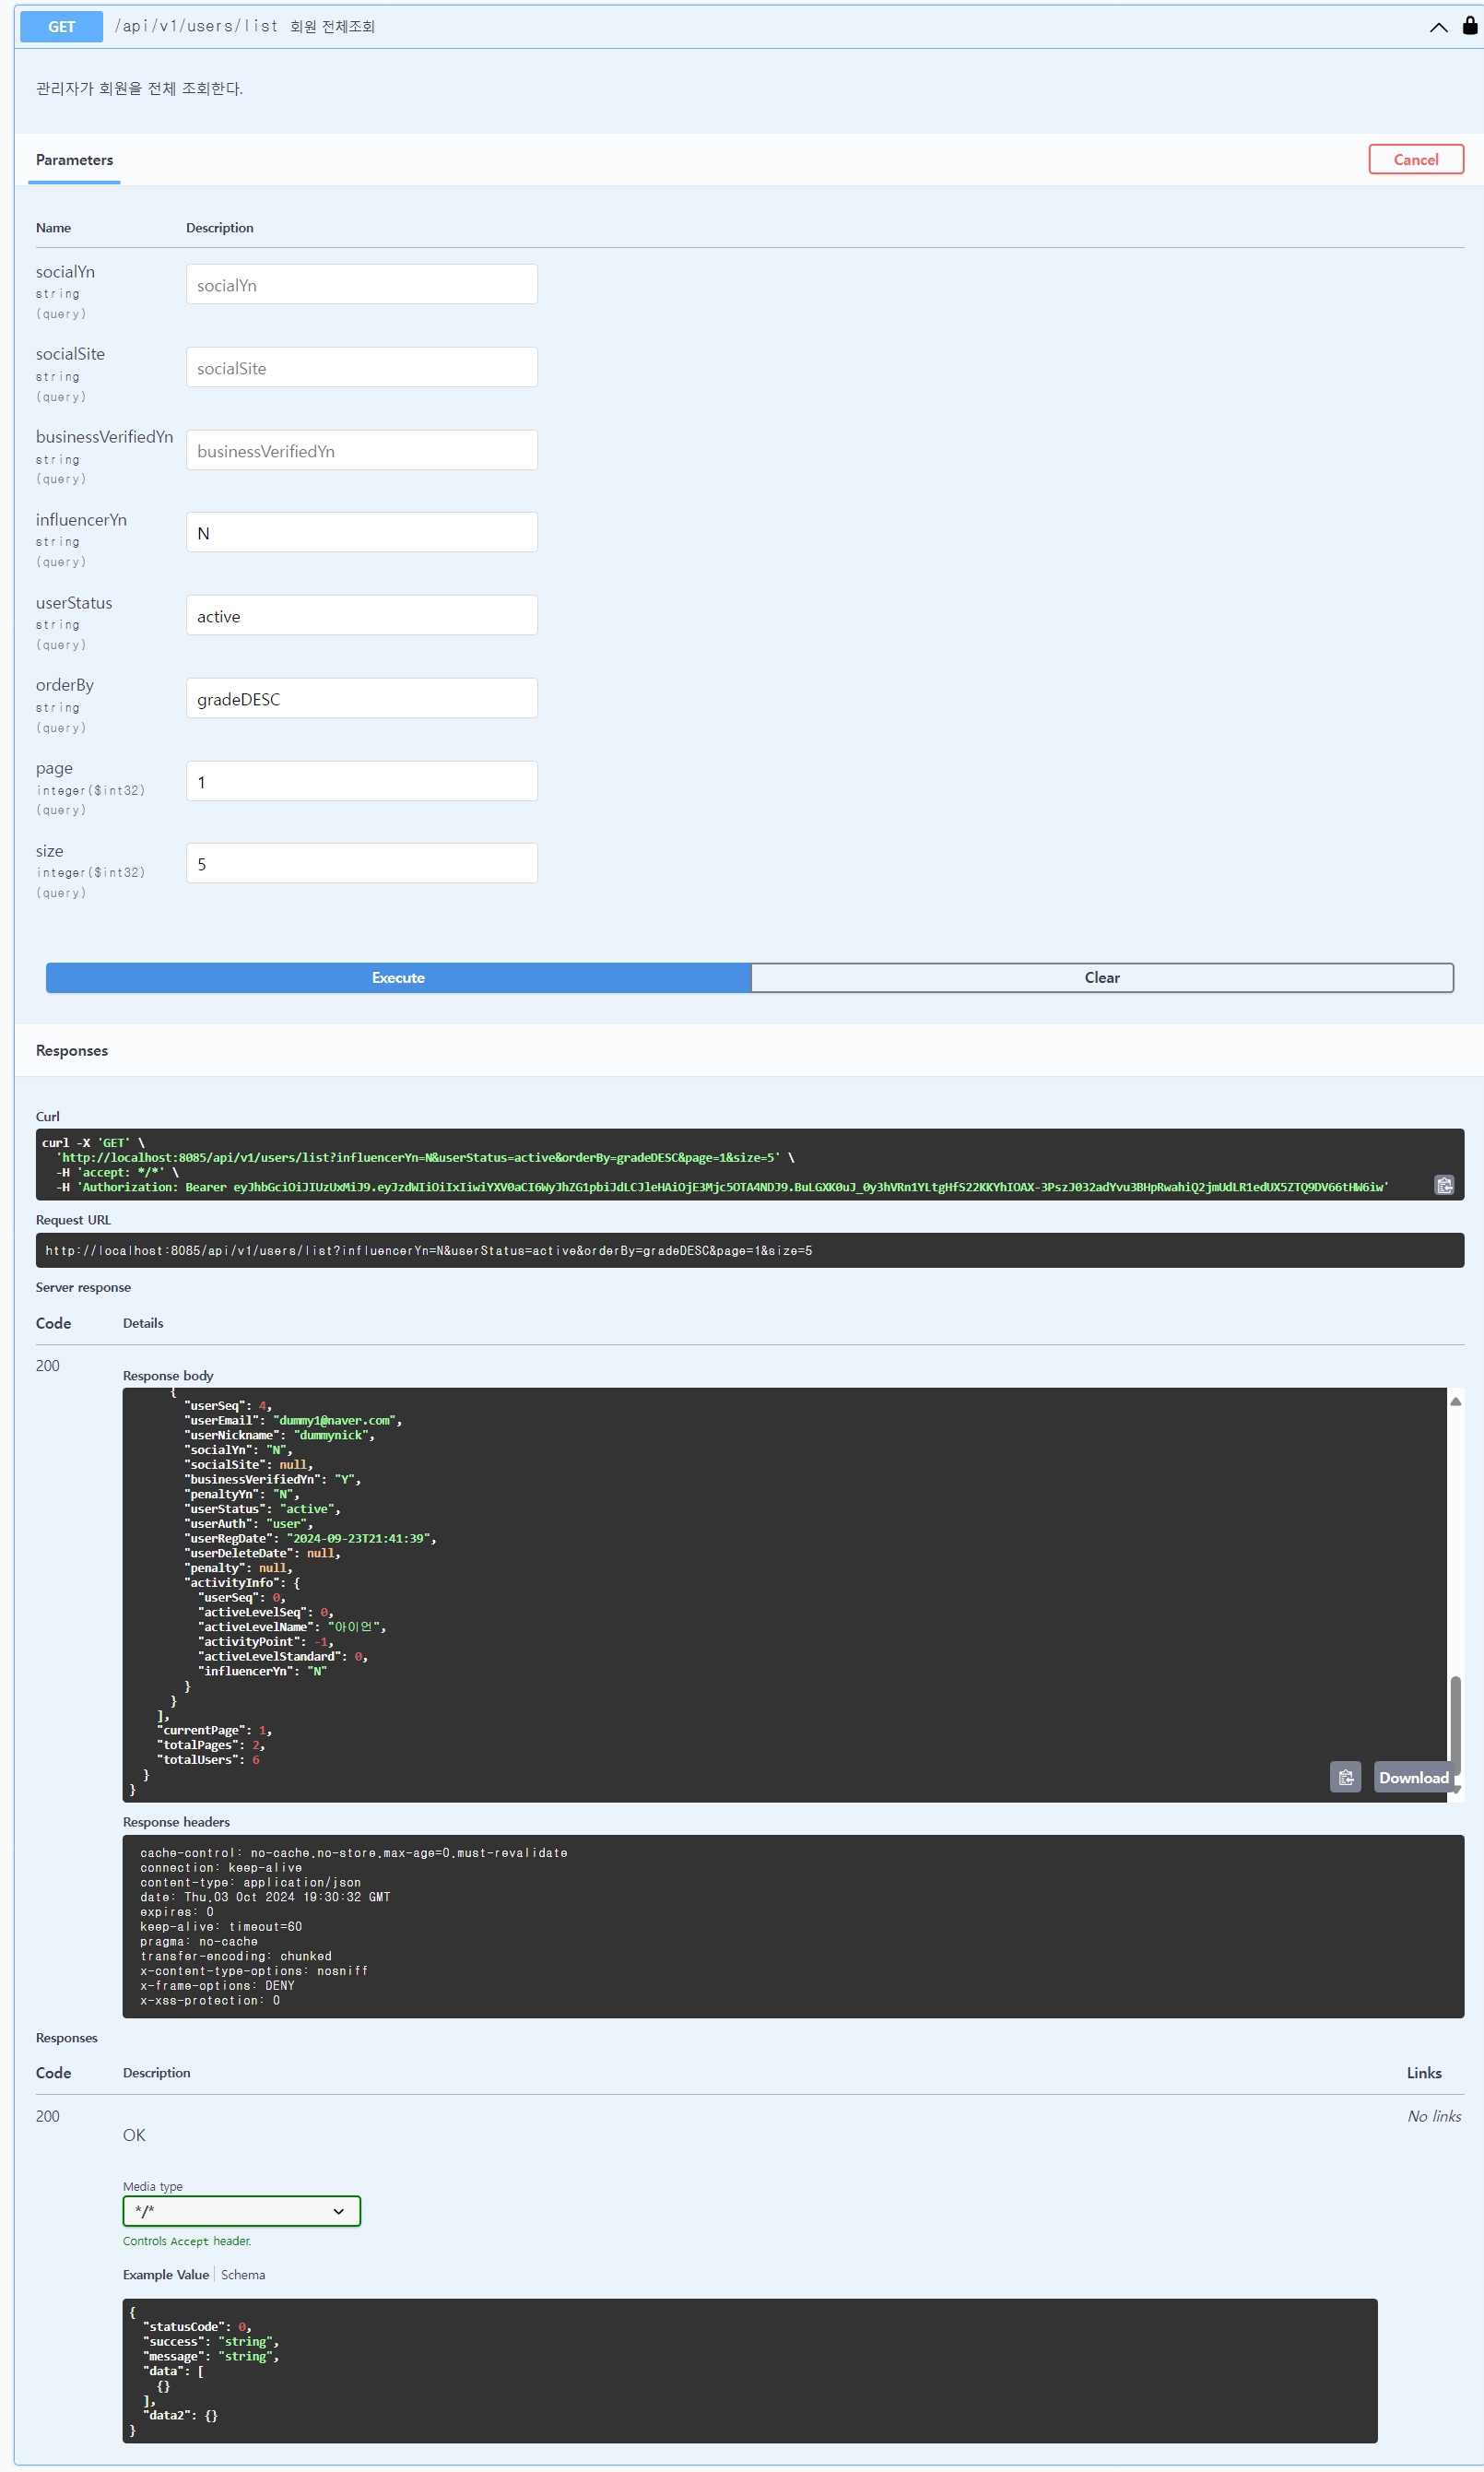 GET /api/v1/users/list 회원 전체조회
관리자가 회원을 전체 조회한다.
Parameters
Cancel
Name Description
socialYn
string
(query)
socialYn
socialSite
string
(query)
socialSite
businessVerifiedYn
string
(query)
businessVerifiedYn
influencerYn
string
(query)
N
userStatus
string
(query)
active
orderBy
string
(query)
gradeDESC
page
integer($int32)
(query)
1
size
integer($int32)
(query)
5
Execute
Clear
Responses
Curl
curl -X 'GET' \
'http://localhost:8085/api/v1/users/list?influencerYn=N&userStatus=active&orderBy=gradeDESC&page=1&size=5' \
-H 'accept: */*' \
-H 'Authorization: Bearer eyJhbGciOiJIUzUxMiJ9.eyJzdWIiOiIxIiwiYXV0aCI6WyJhZG1pbiJdLCJleHAiOjE3Mjc5OTA4NDJ9.BuLGXK0uJ_0y3hVRn1YLtgHfS22KKYhIOAX-3PszJ032adYvu3BHpRwahiQ2jmUdLR1edUX5ZTQ9DV66tHW6iw'
Request URL
http://localhost:8085/api/v1/users/list?influencerYn=N&userStatus=active&orderBy=gradeDESC&page=1&size=5
Server response
Code Details
200
Response body
{
"userSeq": 4,
"userEmail": "dummy1@naver.com",
"userNickname": "dummynick",
"socialYn": "N",
"socialSite": null,
"businessVerifiedYn": "Y",
"penaltyYn": "N",
"userStatus": "active",
"userAuth": "user",
"userRegDate": "2024-09-23T21:41:39",
"userDeleteDate": null,
"penalty": null,
"activityInfo": {
"userSeq": 0,
"activeLevelSeq": 0,
"activeLevelName": "아이언",
"activityPoint": -1,
"activeLevelStandard": 0,
"influencerYn": "N"
}
}
],
"currentPage": 1,
"totalPages": 2,
"totalUsers": 6
}
}
Download
Response headers
cache-control: no-cache,no-store,max-age=0,must-revalidate
connection: keep-alive
content-type: application/json
date: Thu,03 Oct 2024 19:30:32 GMT
expires: 0
keep-alive: timeout=60
pragma: no-cache
transfer-encoding: chunked
x-content-type-options: nosniff
x-frame-options: DENY
x-xss-protection: 0
Responses
Code Description Links
200
OK
No links
Media type
*/*
Controls Accept header.
Example Value Schema
{
"statusCode": 0,
"success": "string",
"message": "string",
"data": [
{}
],
"data2": {}
}